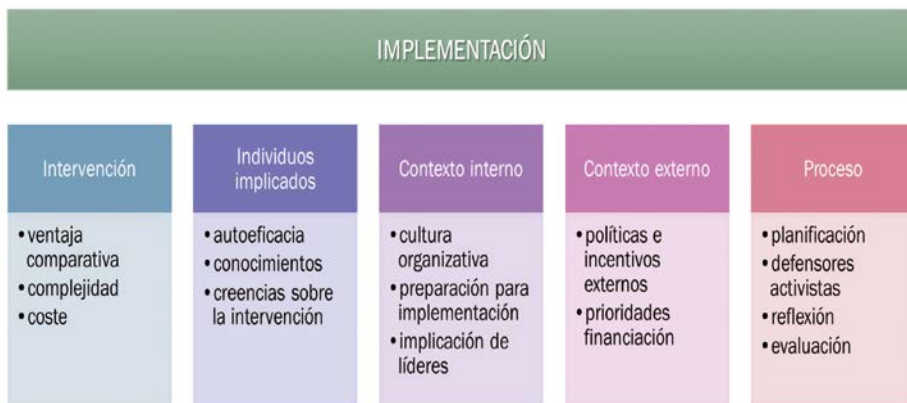 IMPLEMENTACIÓN
Intervención
• ventaja
comparativa
• complejidad
• coste
Individuos
implicados
• autoeficacia
• conocimientos
• creencias sobre
la intervención
Contexto interno
• cultura
organizativa
• preparación para
implementación
• implicación de
líderes
Contexto externo
• políticas e
incentivos
externos
• prioridades
financiación
Proceso
• planificación
• defensores
activistas
• reflexión
• evaluación